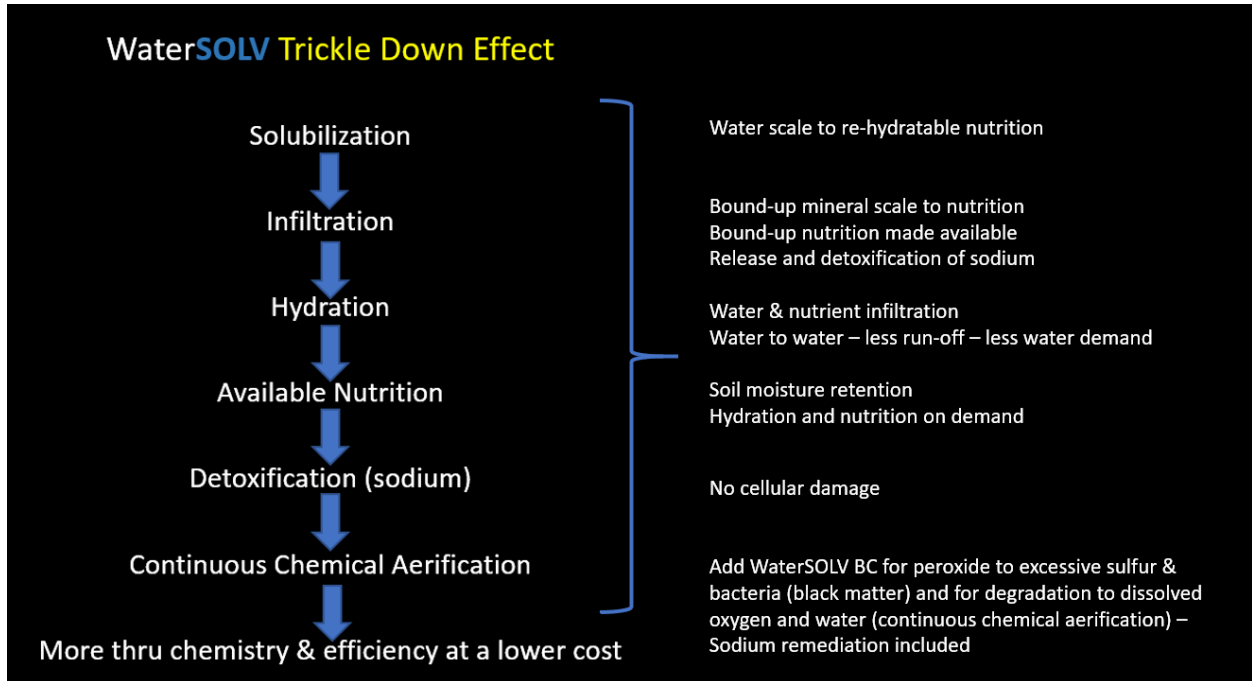 WaterSOLV Trickle Down Effect
Solubilization
Infiltration
Hydration
Available Nutrition
Detoxification (sodium)
Continuous Chemical Aerification
More thru chemistry & efficiency at a lower cost
Water scale to re-hydratable nutrition
Bound-up mineral scale to nutrition
Bound-up nutrition made available
Release and detoxification of sodium
Water & nutrient infiltration
Water to water – less run-off – less water demand
Soil moisture retention
Hydration and nutrition on demand
No cellular damage
Add WaterSOLV BC for peroxide to excessive sulfur &
bacteria (black matter) and for degradation to dissolved
oxygen and water (continuous chemical aerification) –
Sodium remediation included